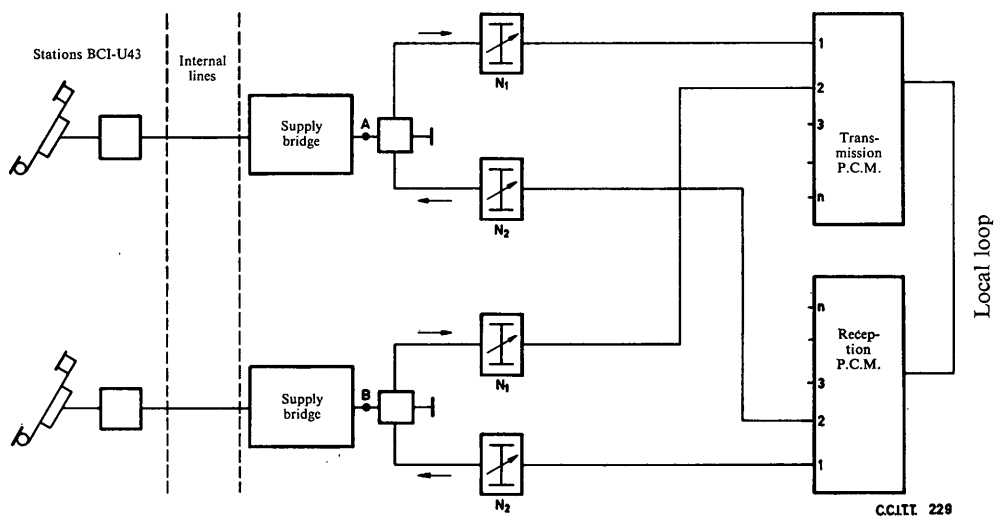 Stations BCI-U43
Internal
lines
Supply
bridge
A
N1
N2
1
2
3
n
Trans-
mission
P.C.M.
Local loop
Supply
bridge
B
N1
N2
n
3
2
1
Recep-
tion
P.C.M.
C.C.I.T.T. 229